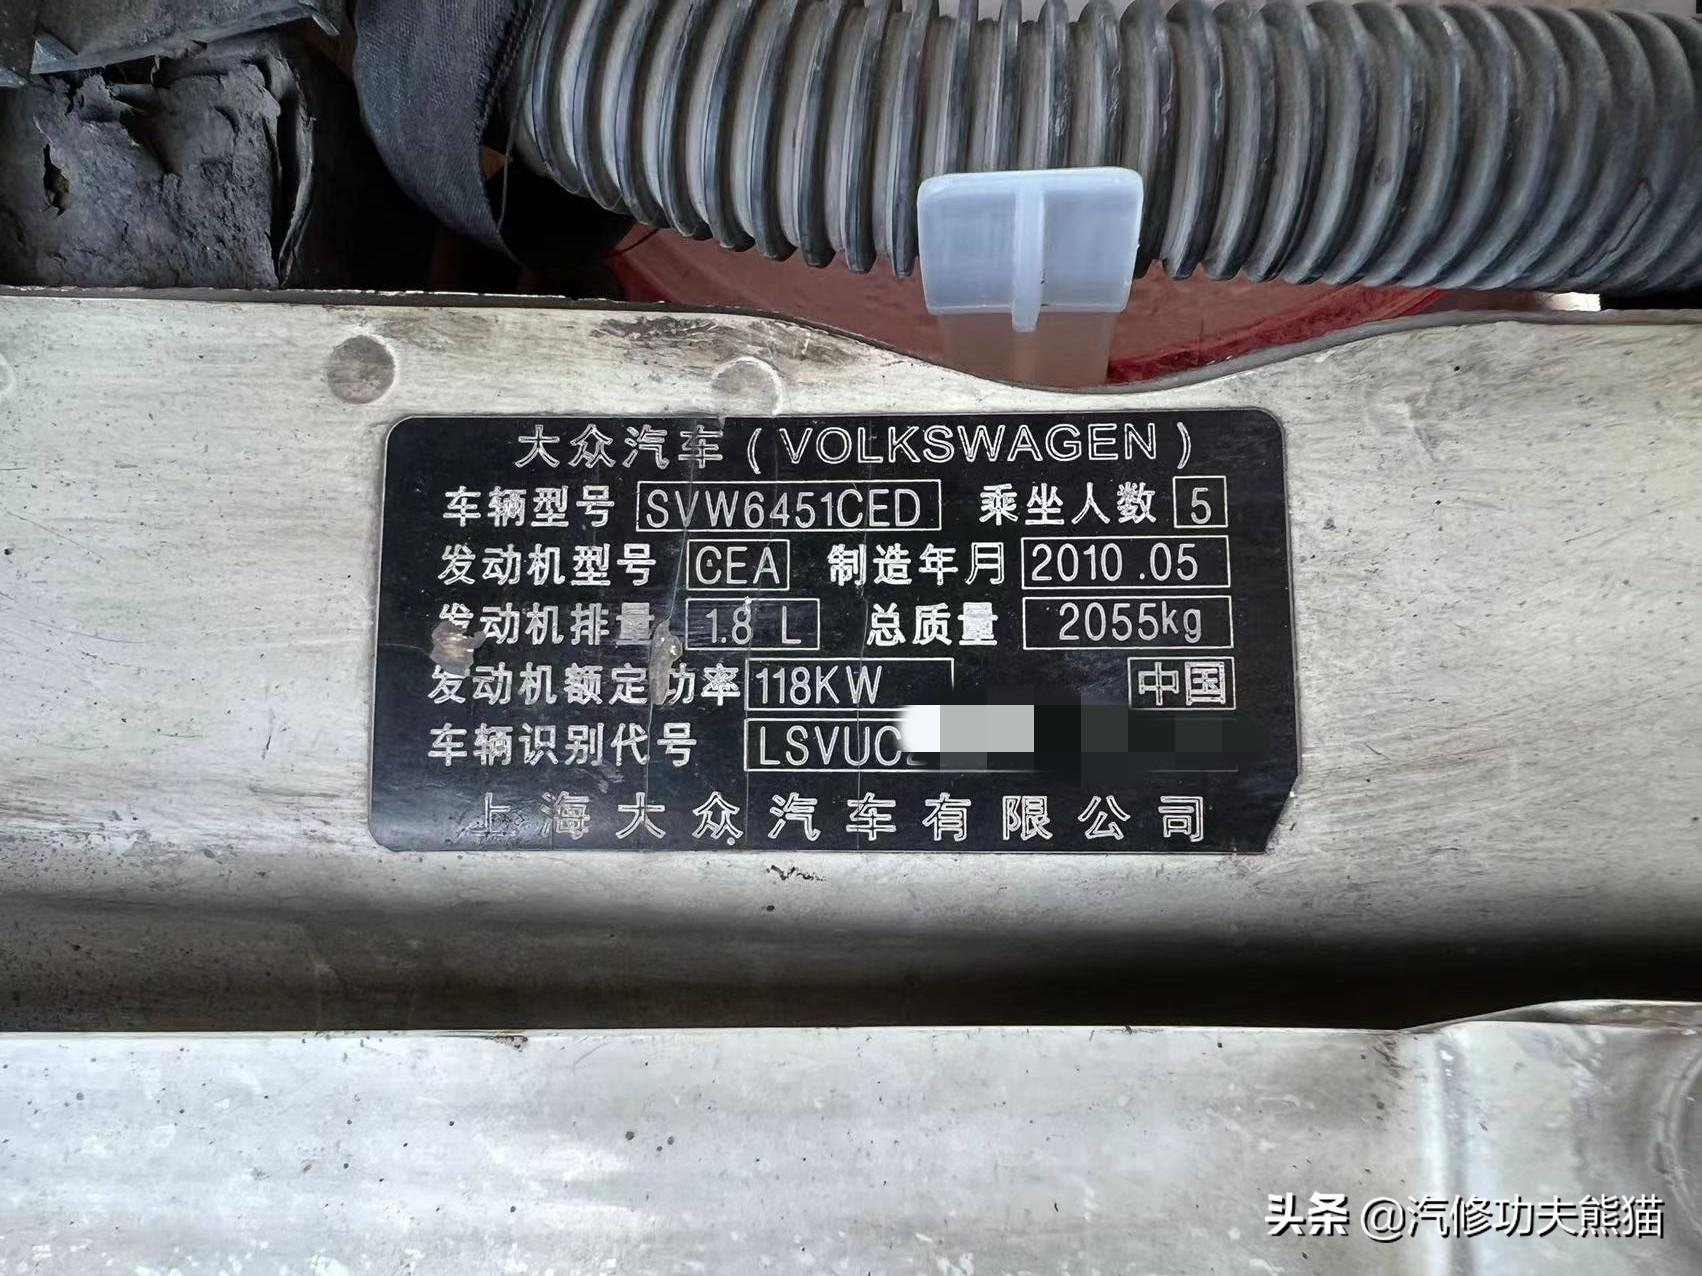 大众汽车(VOLKSWAGEN)
车辆型号 SVW6451CED 乘坐人数 5
发动机型号 CEA 制造年月 2010.05
发动机排量 1.8 L 总质量 2055kg
发动机额定功率 118KW 中国
车辆识别代号 LSVUC
上海大众汽车有限公司
头条 @汽修功夫熊猫